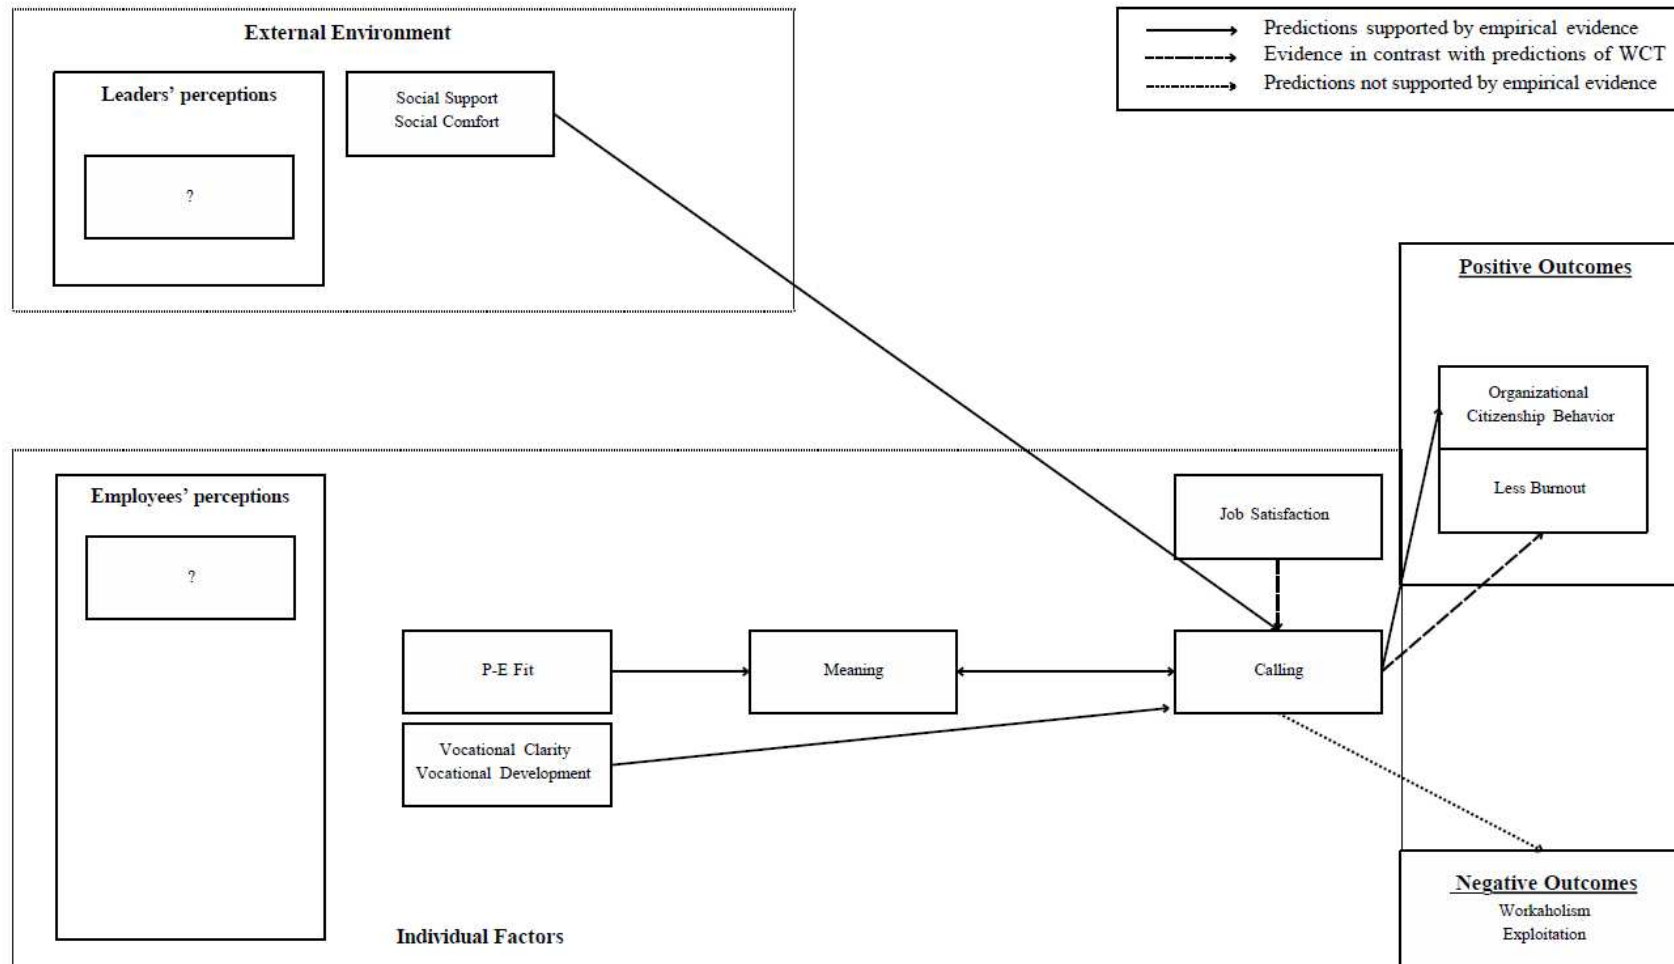 External Environment
Leaders’ perceptions
?
Social Support
Social Comfort
Predictions supported by empirical evidence
Evidence in contrast with predictions of WCT
Predictions not supported by empirical evidence
Positive Outcomes
Organizational
Citizenship Behavior
Less Burnout
Employees’ perceptions
?
Job Satisfaction
P-E Fit
Meaning
Calling
Vocational Clarity
Vocational Development
Individual Factors
Negative Outcomes
Workaholism
Exploitation